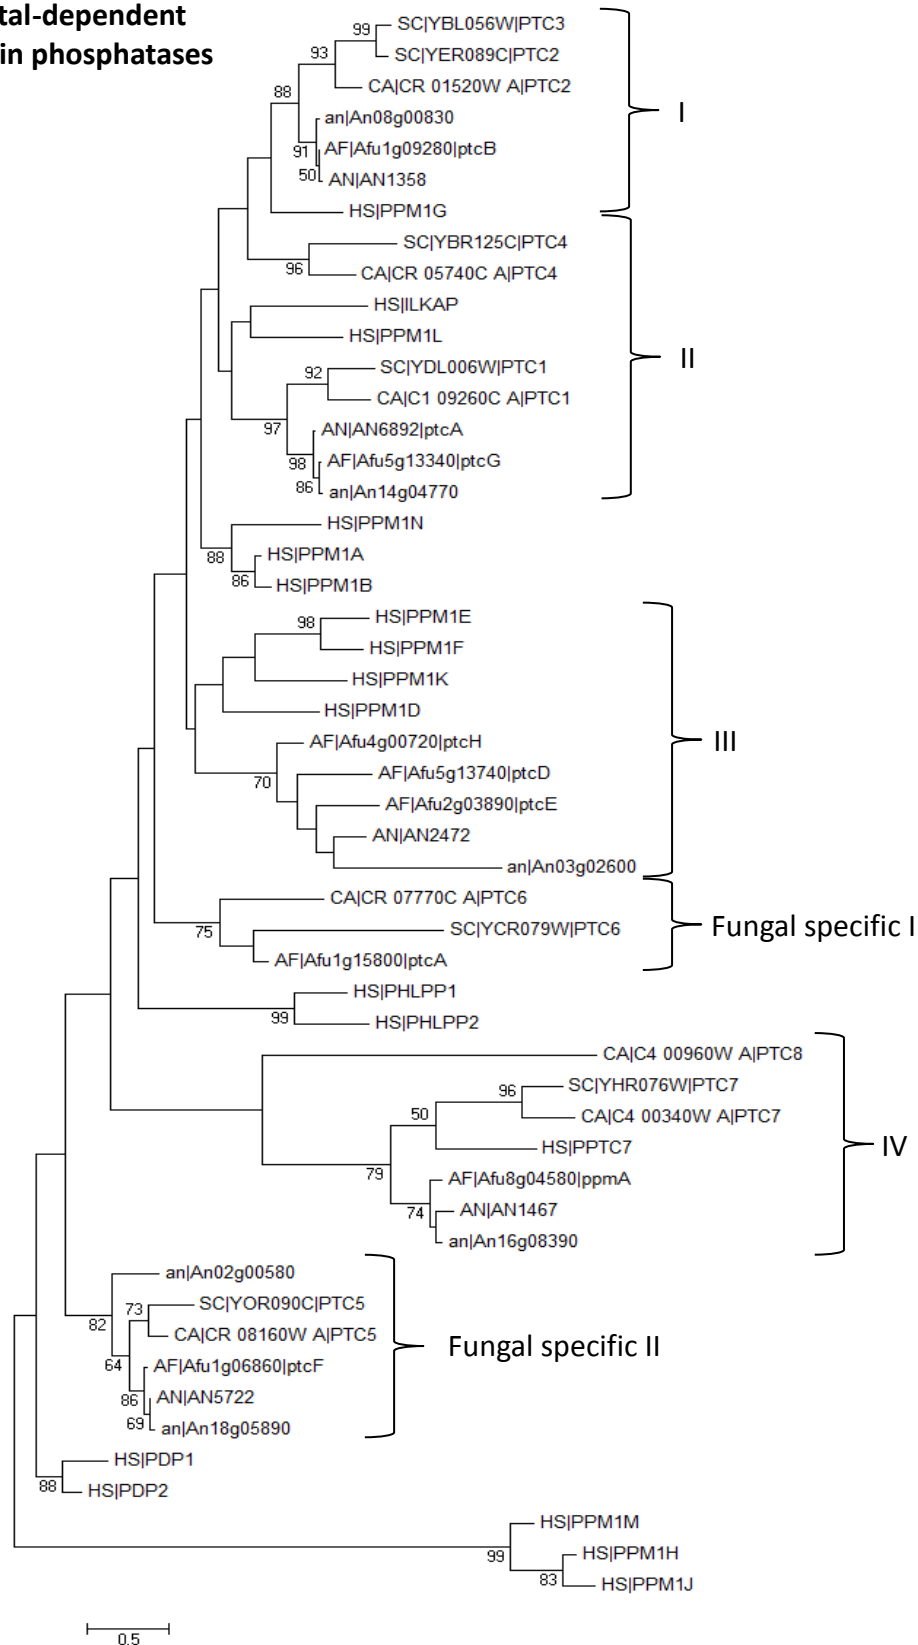 tal-dependent
in phosphatases
99
SC|YBL056W|PTC3
93
SC|YER089C|PTC2
88
CA|CR 01520W A|PTC2
an|An08g00830
I
91
AF|Afu1g09280|ptcB
50
AN|AN1358
HS|PPM1G
SC|YBR125C|PTC4
96
CA|CR 05740C A|PTC4
HS|ILKAP
HS|PPM1L
II
92
SC|YDL006W|PTC1
CA|C1 09260C A|PTC1
97
AN|AN6892|ptcA
98
AF|Afu5g13340|ptcG
86
an|An14g04770
HS|PPM1N
88
HS|PPM1A
86
HS|PPM1B
98
HS|PPM1E
HS|PPM1F
HS|PPM1K
HS|PPM1D
III
AF|Afu4g00720|ptcH
70
AF|Afu5g13740|ptcD
AF|Afu2g03890|ptcE
AN|AN2472
an|An03g02600
CA|CR 07770C A|PTC6
75
SC|YCR079W|PTC6
Fungal specific I
AF|Afu1g15800|ptcA
HS|PHLPP1
99
HS|PHLPP2
CA|C4 00960W A|PTC8
96
SC|YHR076W|PTC7
50
CA|C4 00340W A|PTC7
HS|PPTC7
IV
79
AF|Afu8g04580|ppmA
74
AN|AN1467
an|An16g08390
an|An02g00580
82
73
SC|YOR090C|PTC5
CA|CR 08160W A|PTC5
Fungal specific II
64
AF|Afu1g06860|ptcF
86
AN|AN5722
69
an|An18g05890
HS|PDP1
88
HS|PDP2
HS|PPM1M
99
HS|PPM1H
83
HS|PPM1J
0.5